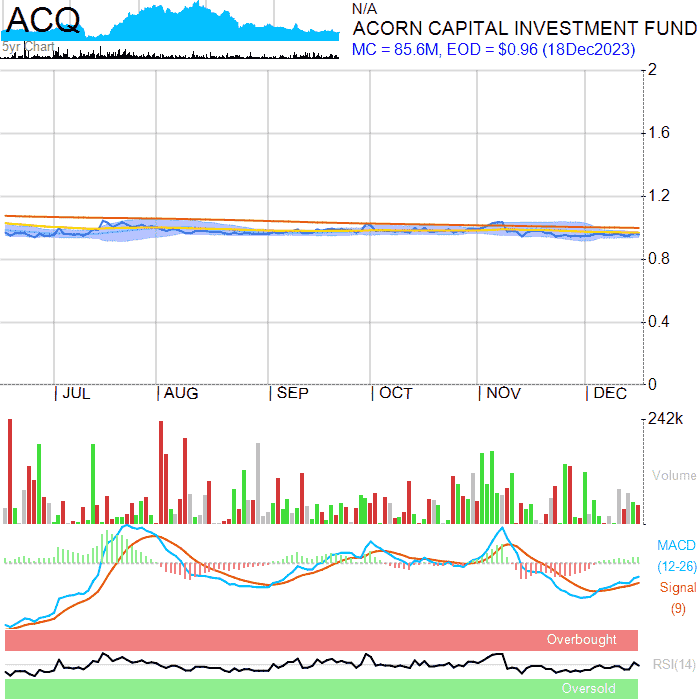 ACQ
5yr Chart
N/A
ACORN CAPITAL INVESTMENT FUND
MC = 85.6M, EOD = $0.96 (18Dec2023)
2
1.6
1.2
0.8
0.4
0
JUL AUG SEP OCT NOV DEC
242k
Volume
MACD
(12-26)
Signal
(9)
Overbought
RSI(14)
Oversold